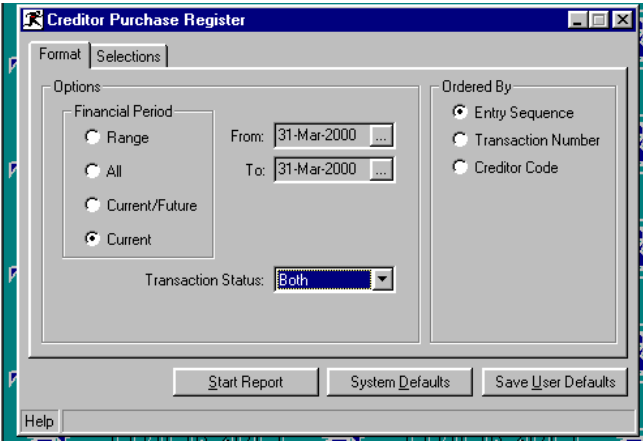 Creditor Purchase Register
Format Selections
Options
Financial Period
Range
All
Current/Future
Current
From: 31-Mar-2000 ...
To: 31-Mar-2000 ...
Transaction Status: Both
Ordered By
Entry Sequence
Transaction Number
Creditor Code
Start Report System Defaults Save User Defaults
Help